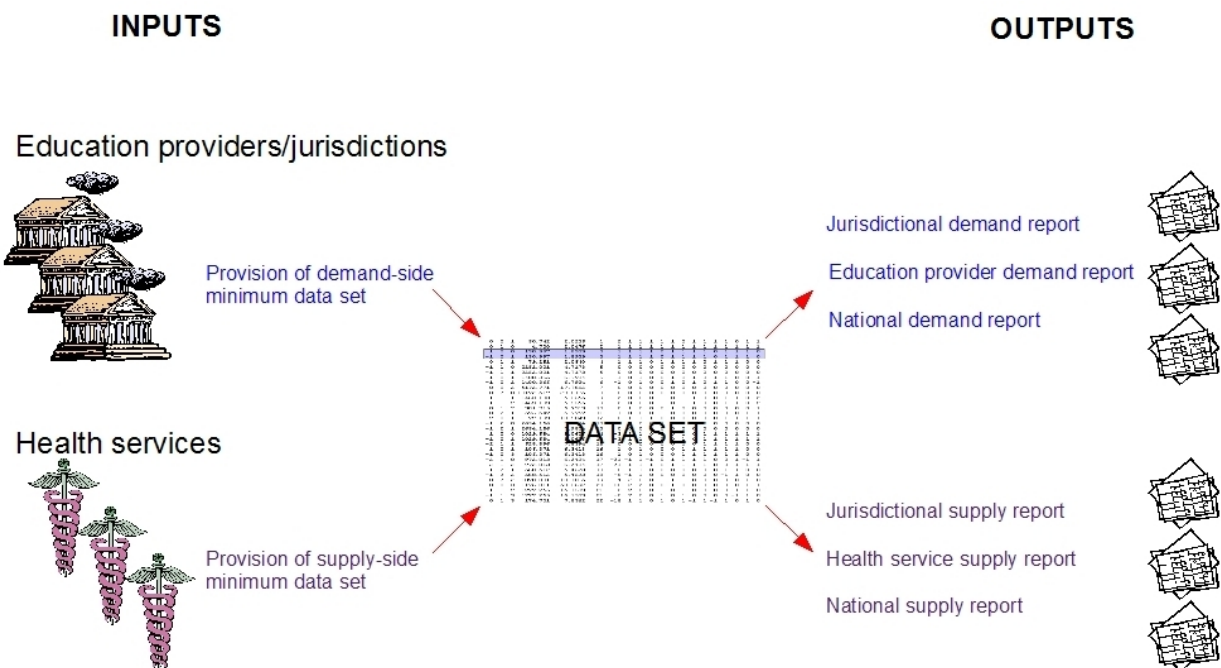 INPUTS
OUTPUTS
Education providers/jurisdictions
Provision of demand-side
minimum data set
Jurisdictional demand report
Education provider demand report
National demand report
DATA SET
Health services
Provision of supply-side
minimum data set
Jurisdictional supply report
Health service supply report
National supply report